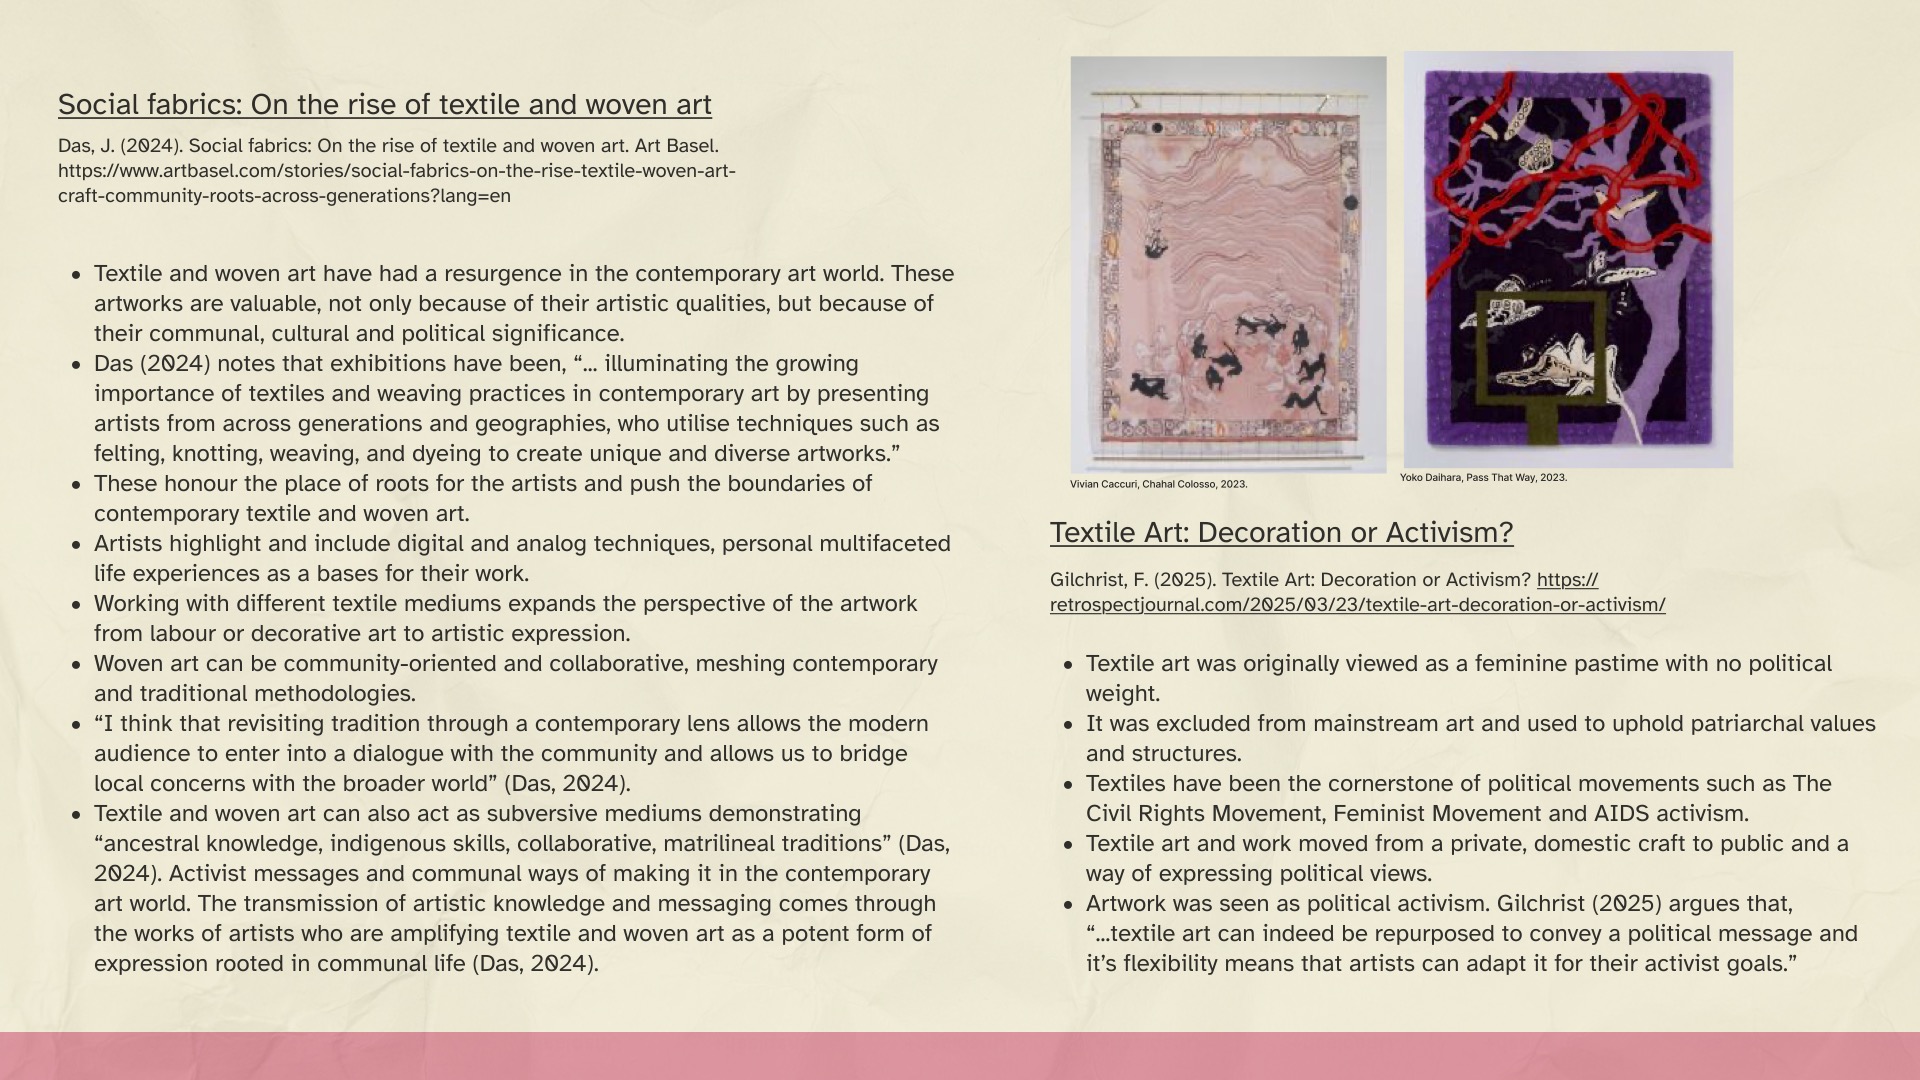 Social fabrics: On the rise of textile and woven art
Das, J. (2024). Social fabrics: On the rise of textile and woven art. Art Basel.
https://www.artbasel.com/stories/social-fabrics-on-the-rise-textile-woven-art-
craft-community-roots-across-generations?lang=en
• Textile and woven art have had a resurgence in the contemporary art world. These
artworks are valuable, not only because of their artistic qualities, but because of
their communal, cultural and political significance.
• Das (2024) notes that exhibitions have been, “... illuminating the growing
importance of textiles and weaving practices in contemporary art by presenting
artists from across generations and geographies, who utilise techniques such as
felting, knotting, weaving, and dyeing to create unique and diverse artworks.”
• These honour the place of roots for the artists and push the boundaries of
contemporary textile and woven art.
• Artists highlight and include digital and analog techniques, personal multifaceted
life experiences as a bases for their work.
• Working with different textile mediums expands the perspective of the artwork
from labour or decorative art to artistic expression.
• Woven art can be community-oriented and collaborative, meshing contemporary
and traditional methodologies.
• “I think that revisiting tradition through a contemporary lens allows the modern
audience to enter into a dialogue with the community and allows us to bridge
local concerns with the broader world” (Das, 2024).
• Textile and woven art can also act as subversive mediums demonstrating
“ancestral knowledge, indigenous skills, collaborative, matrilineal traditions” (Das,
2024). Activist messages and communal ways of making it in the contemporary
art world. The transmission of artistic knowledge and messaging comes through
the works of artists who are amplifying textile and woven art as a potent form of
expression rooted in communal life (Das, 2024).
Vivian Caccuri, Chahal Colosso, 2023.
Yoko Daihara, Pass That Way, 2023.
Textile Art: Decoration or Activism?
Gilchrist, F. (2025). Textile Art: Decoration or Activism? https://
retrospectjournal.com/2025/03/23/textile-art-decoration-or-activism/
• Textile art was originally viewed as a feminine pastime with no political
weight.
• It was excluded from mainstream art and used to uphold patriarchal values
and structures.
• Textiles have been the cornerstone of political movements such as The
Civil Rights Movement, Feminist Movement and AIDS activism.
• Textile art and work moved from a private, domestic craft to public and a
way of expressing political views.
• Artwork was seen as political activism. Gilchrist (2025) argues that,
“...textile art can indeed be repurposed to convey a political message and
it’s flexibility means that artists can adapt it for their activist goals.”